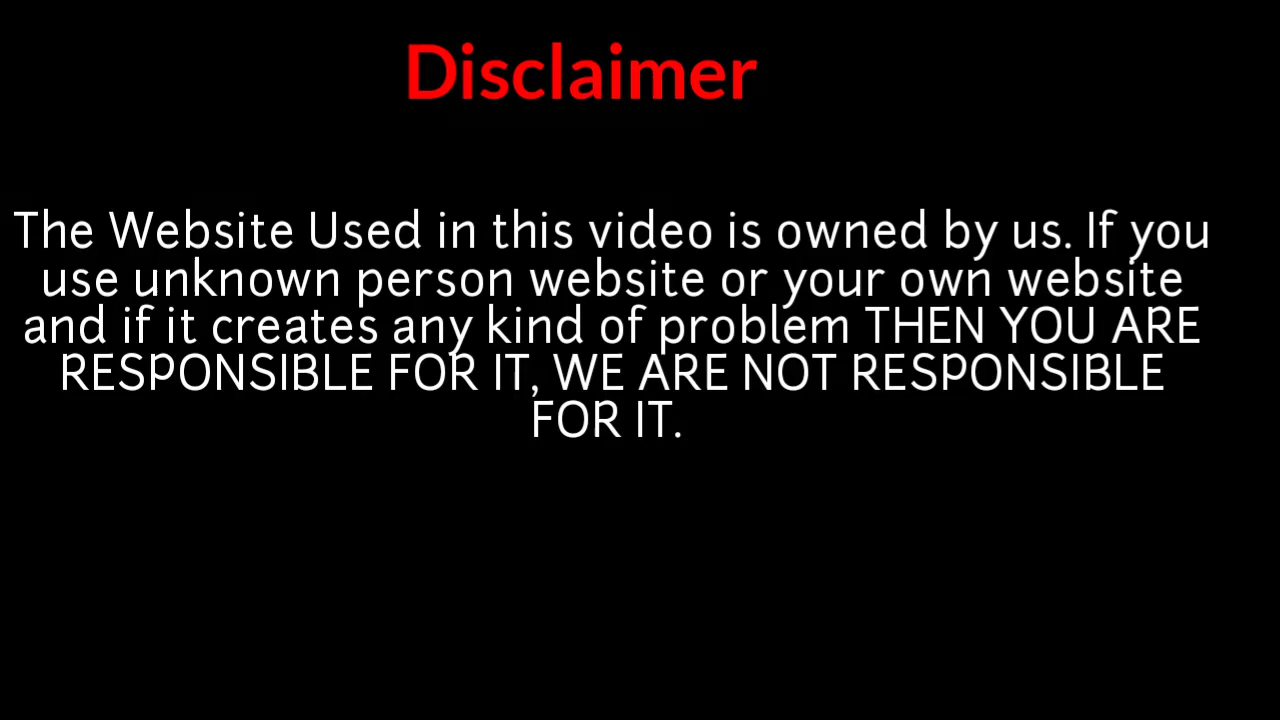 Disclaimer
The Website Used in this video is owned by us. If you
use unknown person website or your own website
and if it creates any kind of problem THEN YOU ARE
RESPONSIBLE FOR IT, WE ARE NOT RESPONSIBLE
FOR IT.